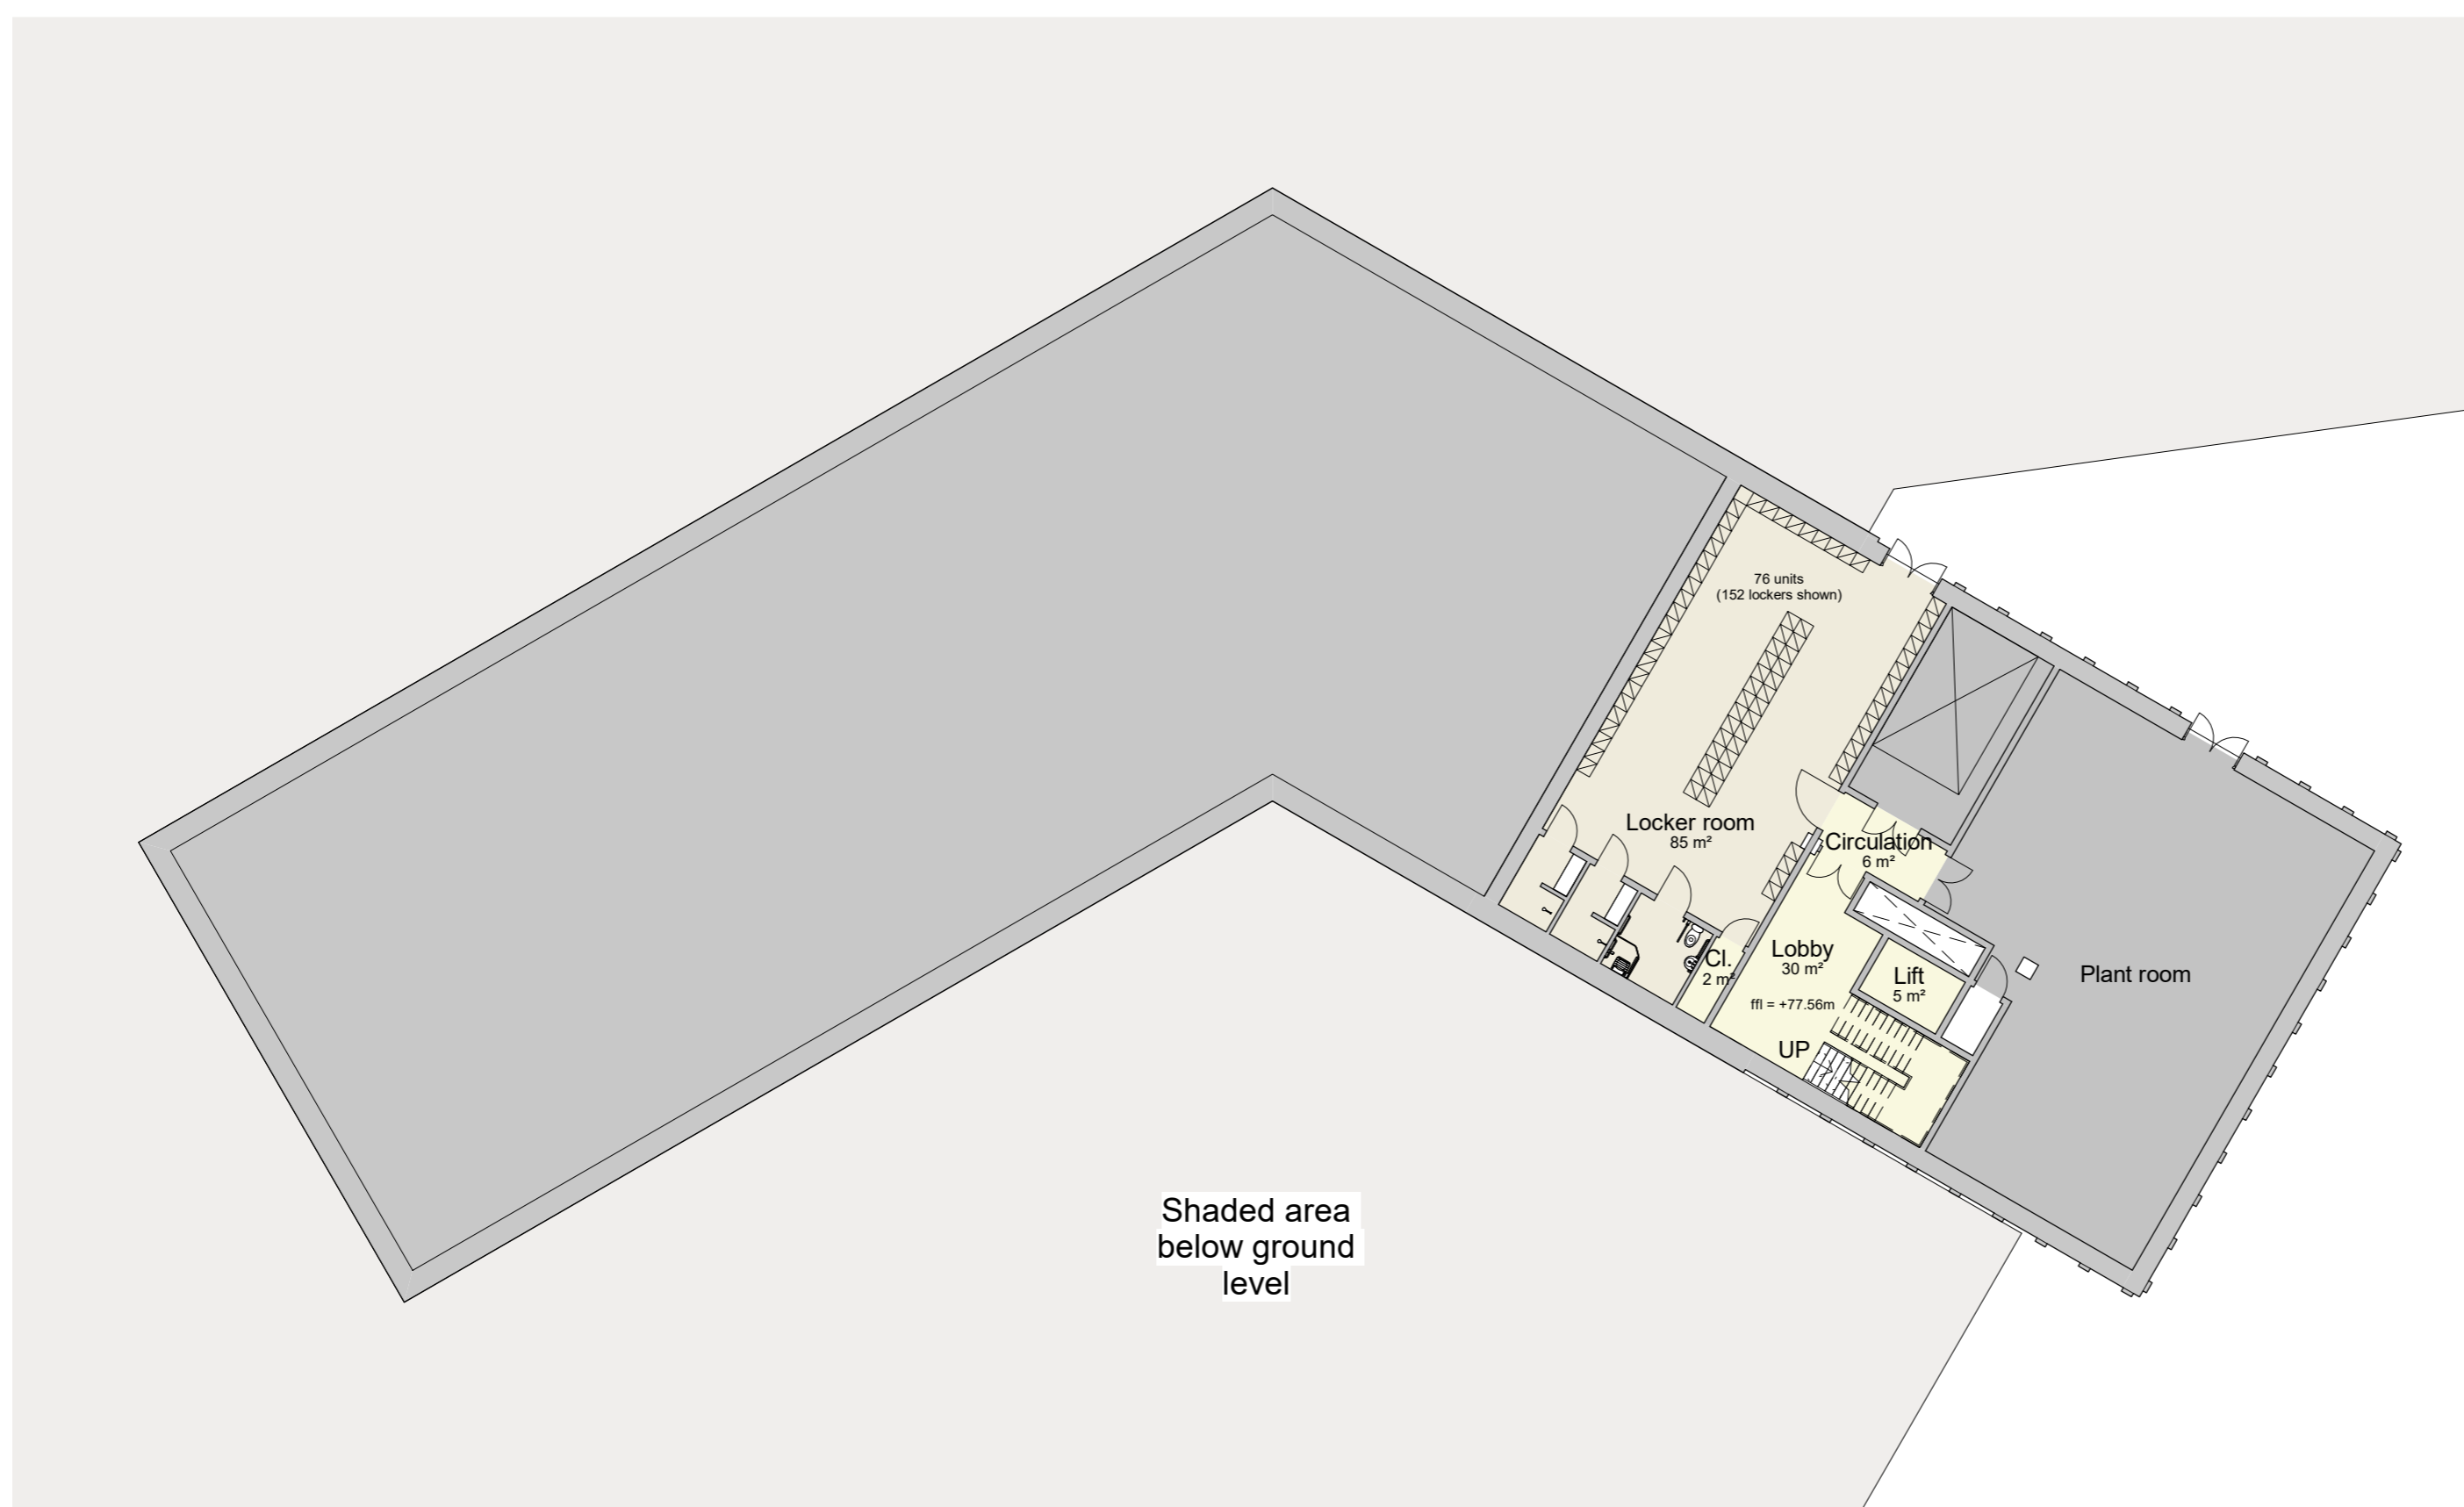 76 units
(152 lockers shown)
Locker room
85 m²
Circulation
6 m²
Lobby
30 m²
Cl.
2 m²
Lift
5 m²
Plant room
ffl = +77.56m
UP
Shaded area
below ground
level